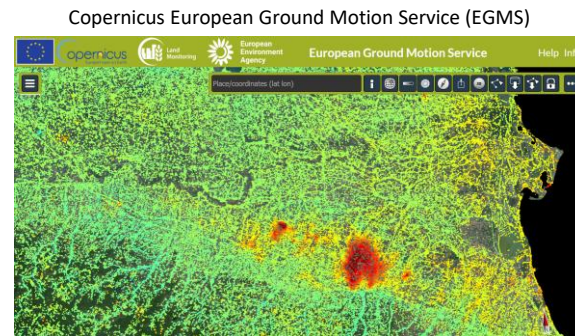 Copernicus European Ground Motion Service (EGMS)
opernicus
Land
Monitoring
European
Environment
Agency
European Ground Motion Service
Help Inf
Place/coordinates (lat lon)